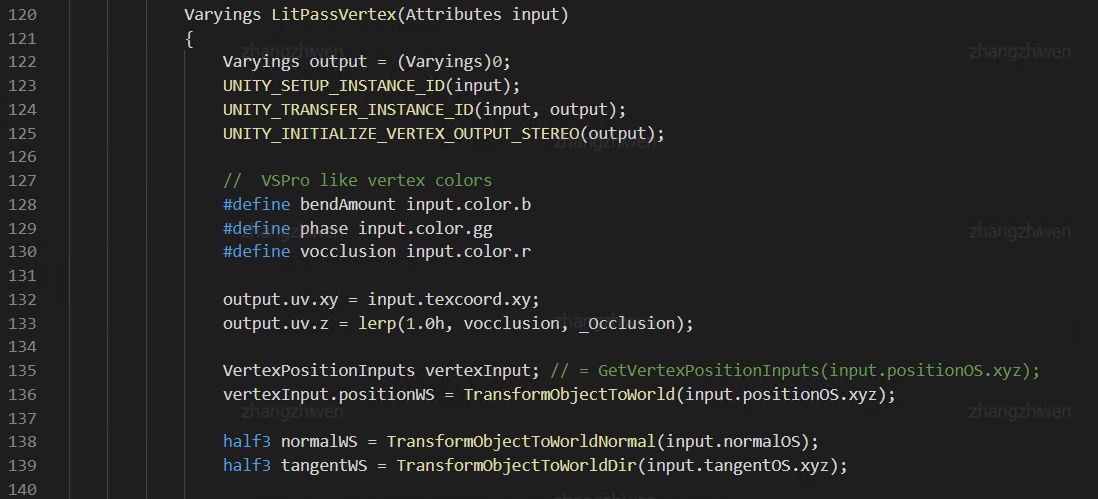 120 Varyings LitPassVertex(Attributes input)
121 {
122 Varyings output = (Varyings)0;
123 UNITY_SETUP_INSTANCE_ID(input);
124 UNITY_TRANSFER_INSTANCE_ID(input, output);
125 UNITY_INITIALIZE_VERTEX_OUTPUT_STEREO(output);
126
127 //  VSPro like vertex colors
128 #define bendAmount input.color.b
129 #define phase input.color.gg
130 #define vocclusion input.color.r
131
132 output.uv.xy = input.texcoord.xy;
133 output.uv.z = lerp(1.0h, vocclusion, _Occlusion);
134
135 VertexPositionInputs vertexInput; // = GetVertexPositionInputs(input.positionOS.xyz);
136 vertexInput.positionWS = TransformObjectToWorld(input.positionOS.xyz);
137
138 half3 normalWS = TransformObjectToWorldNormal(input.normalOS);
139 half3 tangentWS = TransformObjectToWorldDir(input.tangentOS.xyz);
140
zhangzhiwen
zhangzhiwen
zhangzhiwen
zhangzhiwen
zhangzhiwen
zhangzhiwen
zhangzhiwen
zhangzhiwen